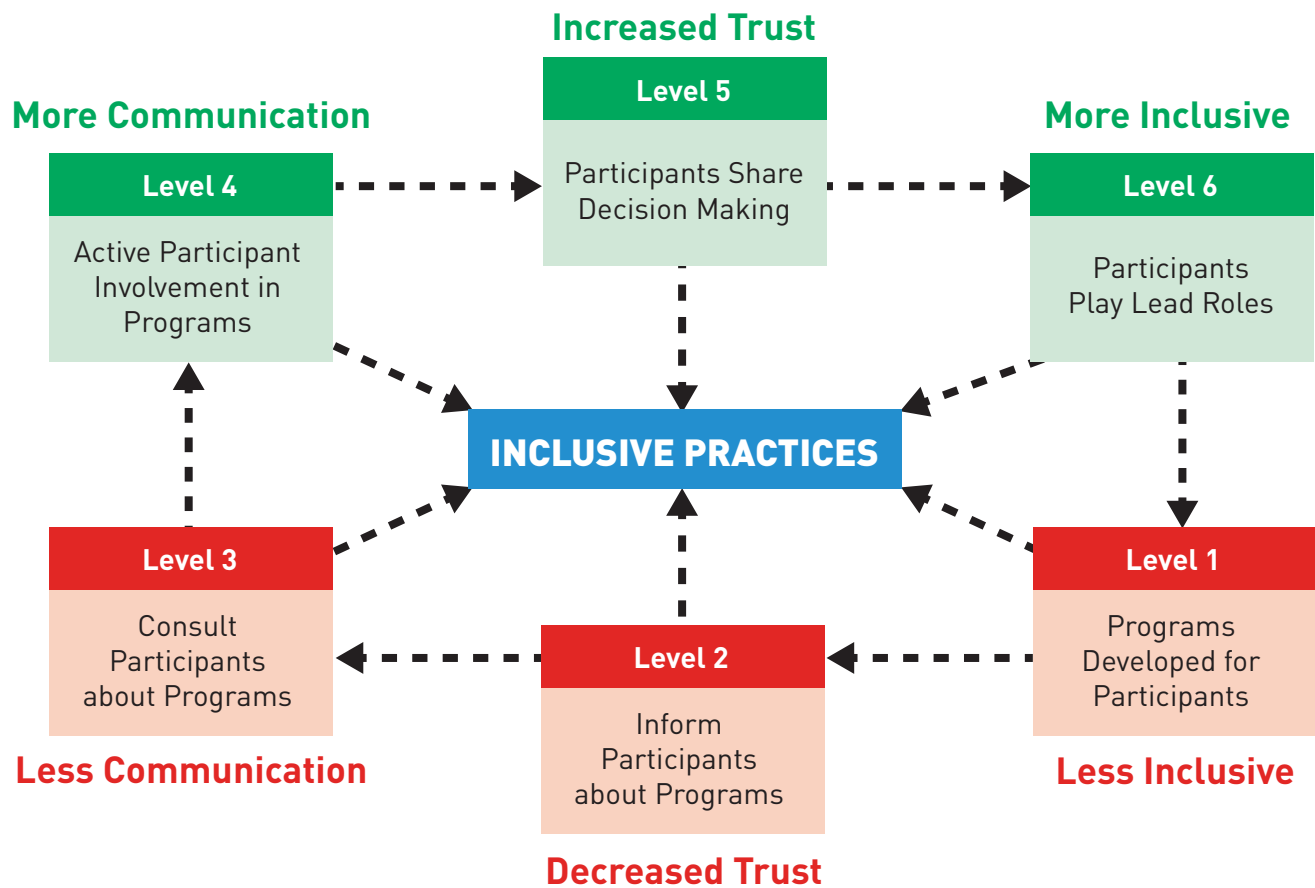 Increased Trust
Level 5
Participants Share
Decision Making
More Communication
Level 4
Active Participant
Involvement in
Programs
More Inclusive
Level 6
Participants
Play Lead Roles
INCLUSIVE PRACTICES
Level 3
Consult
Participants
about Programs
Less Communication
Level 2
Inform
Participants
about Programs
Decreased Trust
Level 1
Programs
Developed for
Participants
Less Inclusive